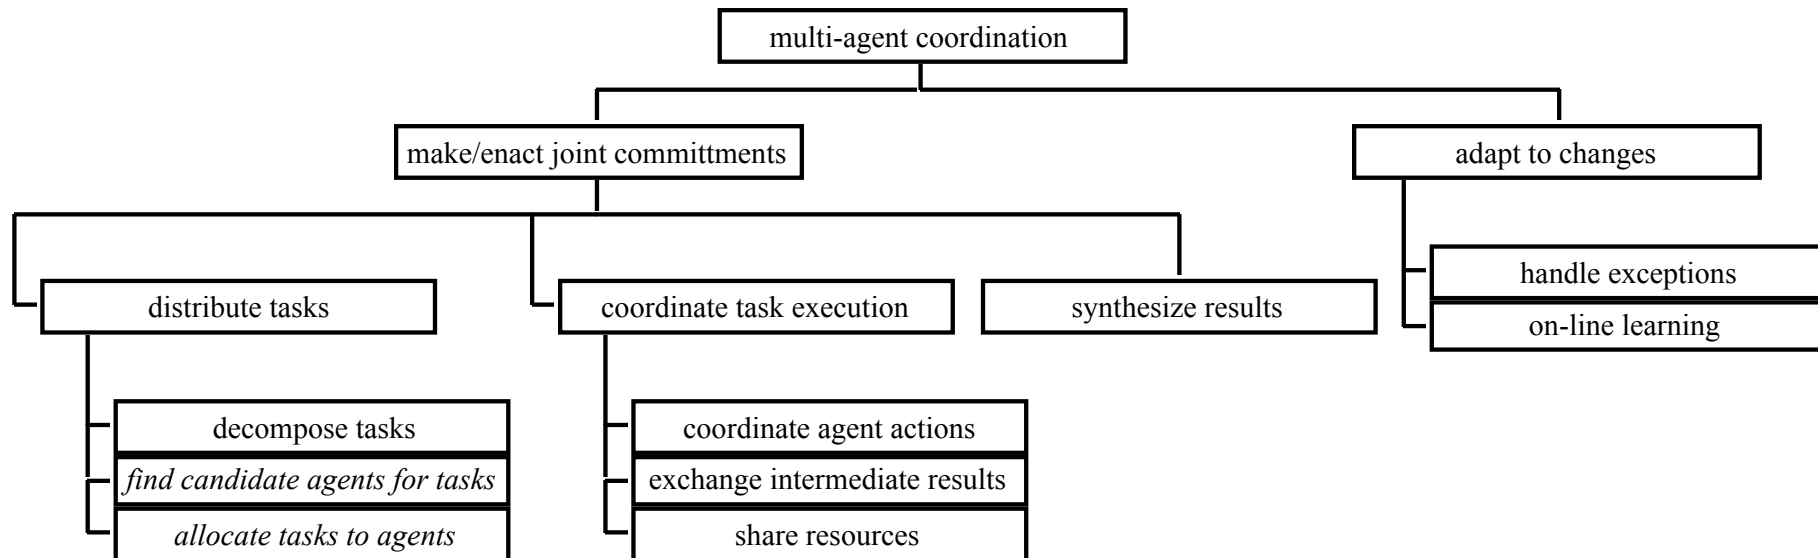 multi-agent coordination
make/enact joint committments
adapt to changes
distribute tasks
coordinate task execution
synthesize results
handle exceptions
on-line learning
decompose tasks
find candidate agents for tasks
allocate tasks to agents
coordinate agent actions
exchange intermediate results
share resources